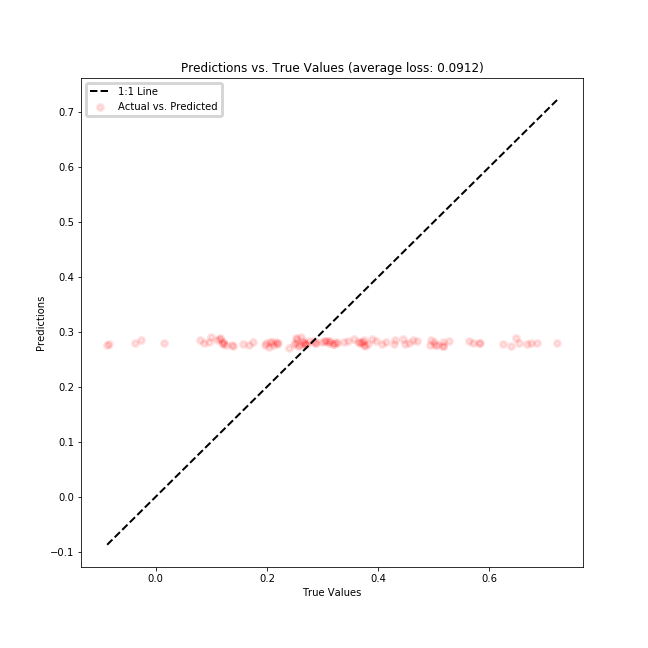 Predictions vs. True Values (average loss: 0.0912)
1:1 Line
Actual vs. Predicted
0.7
0.6
0.5
0.4
0.3
0.2
0.1
0.0
−0.1
Predictions
0.0 0.2 0.4 0.6
True Values